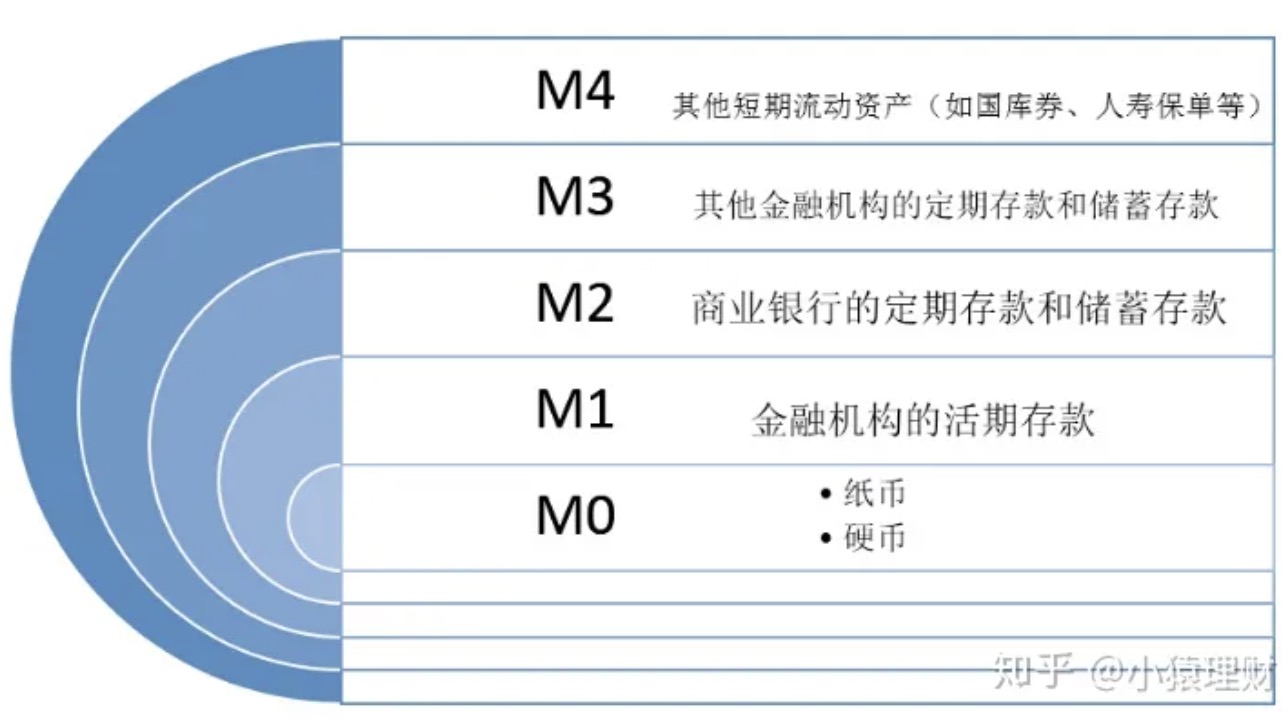 M4 其他短期流动资产（如国库券、人寿保单等）
M3 其他金融机构的定期存款和储蓄存款
M2 商业银行的定期存款和储蓄存款
M1 金融机构的活期存款
M0
• 纸币
• 硬币
知乎 @小猿理财